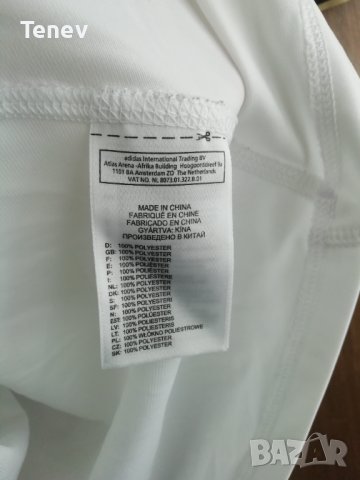 Tenev
adidas International Trading BV
Atlas Arena -Afrika Building Hoogoorddreef 9a
1101 BA Amsterdam ZO The Netherlands
VAT NO. NL 8073.01.322.B.01
MADE IN CHINA
FABRIQUÉ EN CHINE
FABRICADO EN CHINA
GYÁRTVA: KÍNA
ПРОИЗВЕДЕНО В КИТАЙ
D: 100% POLYESTER
GB: 100% POLYESTER
F: 100% POLYESTER
E: 100% POLIÉSTER
P: 100% POLIÉSTER
I: 100% POLIESTERE
NL: 100% POLYESTER
DK: 100% POLYESTER
S: 100% POLYESTER
SF: 100% POLYESTERI
N: 100% POLYESTER
EST: 100% POLÜESTER
LV: 100% POLIESTERIS
LT: 100% POLIESTERIS
PL: 100% WŁÓKNO POLIESTROWE
CZ: 100% POLYESTER
SK: 100% POLYESTER
BAZAR
bg